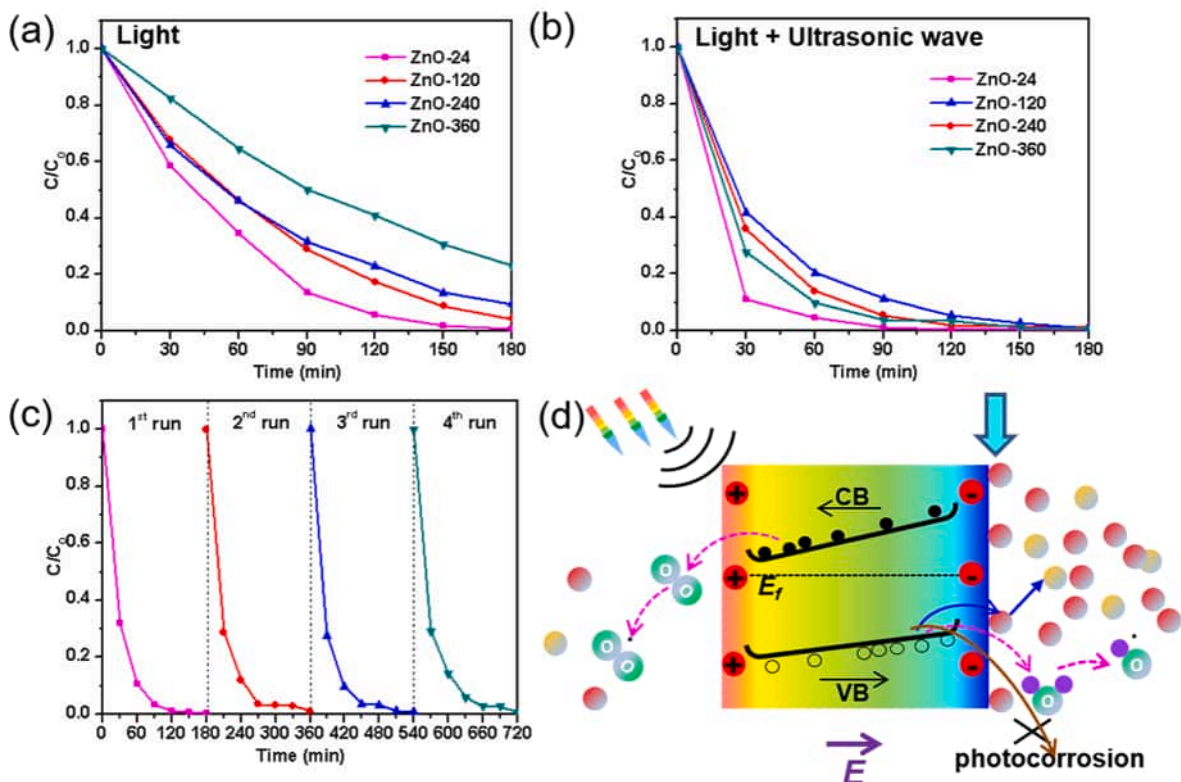 (a)
Light
ZnO-24
ZnO-120
ZnO-240
ZnO-360
C/C0
1.0
0.8
0.6
0.4
0.2
0.0
0 30 60 90 120 150 180
Time (min)
(b)
Light + Ultrasonic wave
ZnO-24
ZnO-120
ZnO-240
ZnO-360
C/C0
1.0
0.8
0.6
0.4
0.2
0.0
0 30 60 90 120 150 180
Time (min)
(c)
1st run 2nd run 3rd run 4th run
C/C0
1.0
0.8
0.6
0.4
0.2
0.0
0 60 120 180 240 300 360 420 480 540 600 660 720
Time (min)
(d)
+ -
CB
+ Ef -
+ -
VB
O
O
O
O
O
O
E
photocorrosion